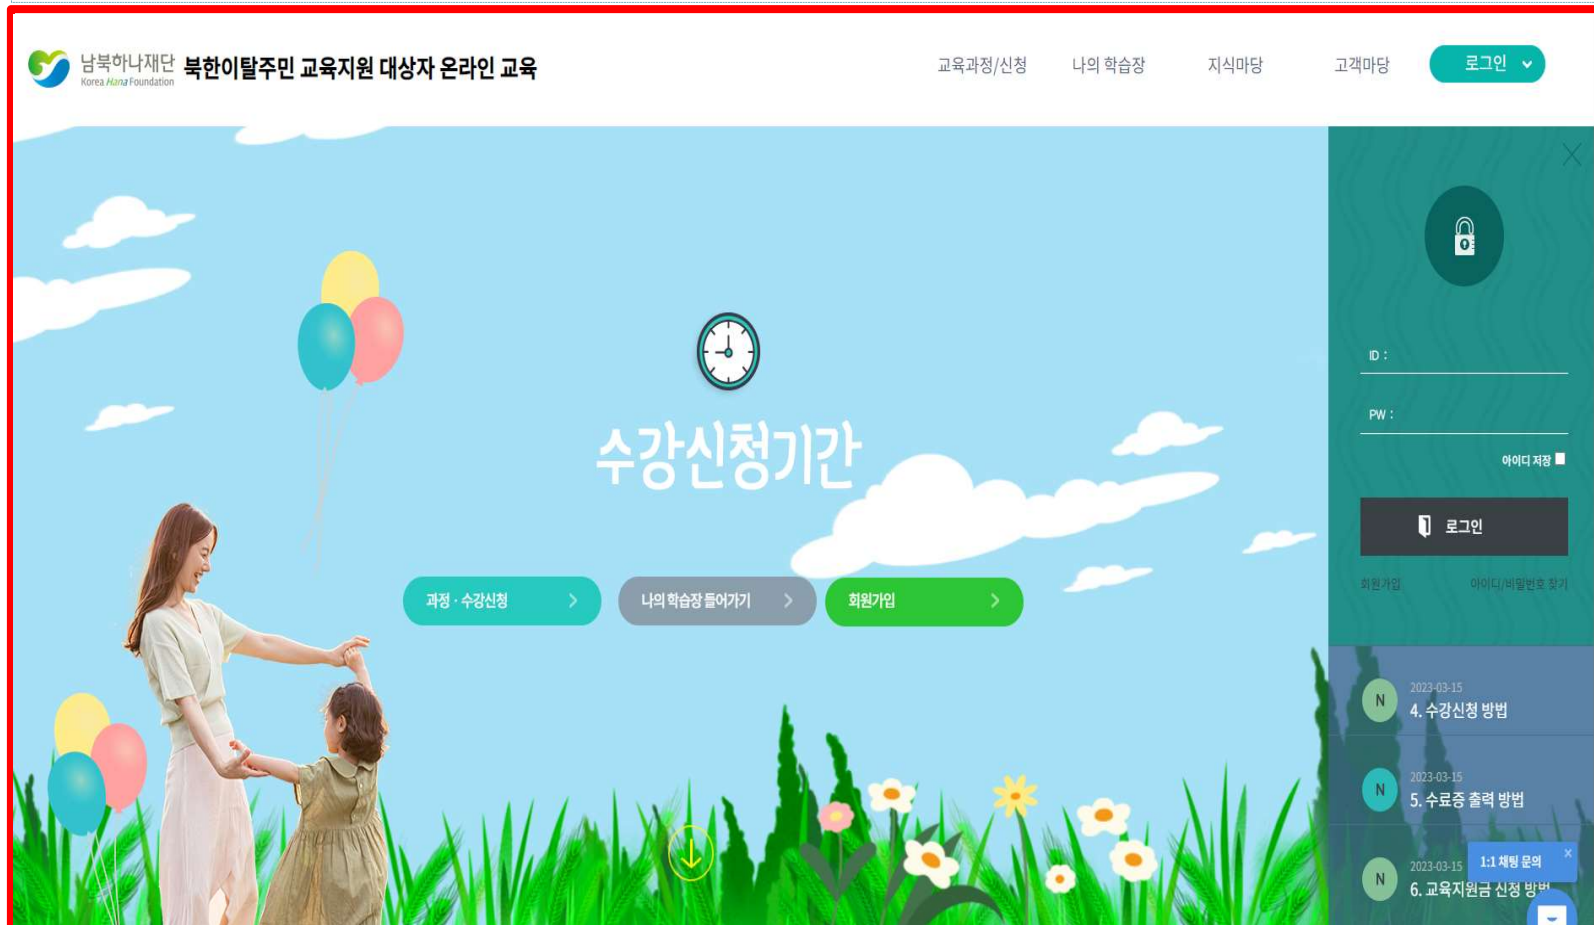 남북하나재단
Korea Hana Foundation
북한이탈주민 교육지원 대상자 온라인 교육
교육과정/신청
나의 학습장
지식마당
고객마당
로그인
수강신청기간
과정 · 수강신청
나의 학습장 들어가기
회원가입
X
ID :
PW :
아이디 저장
로그인
회원가입
아이디/비밀번호 찾기
N
2023-03-15
4. 수강신청 방법
N
2023-03-15
5. 수료증 출력 방법
N
2023-03-15
6. 교육지원금 신청 방법
1:1 채팅 문의
x